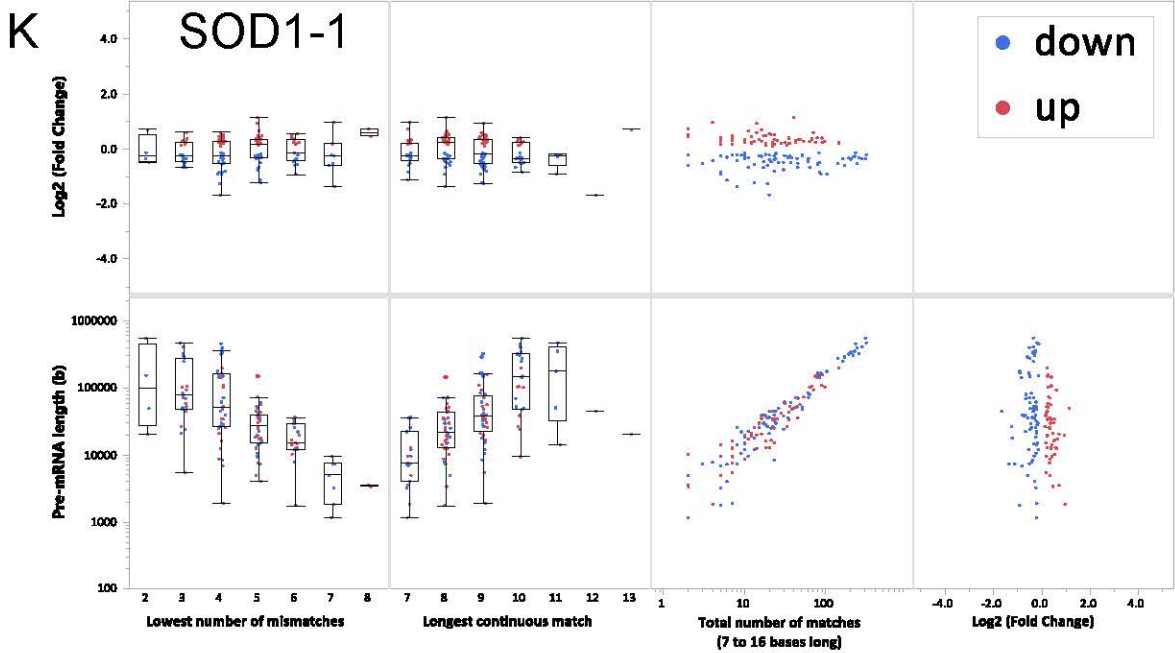 K
SOD1-1
down
up
Log2 (Fold Change)
4.0
2.0
0.0
-2.0
-4.0
Pre-mRNA length (b)
1000000
100000
10000
1000
100
2 3 4 5 6 7 8
7 8 9 10 11 12 13
1 10 100
-4.0 -2.0 0.0 2.0 4.0
Lowest number of mismatches
Longest continuous match
Total number of matches
(7 to 16 bases long)
Log2 (Fold Change)